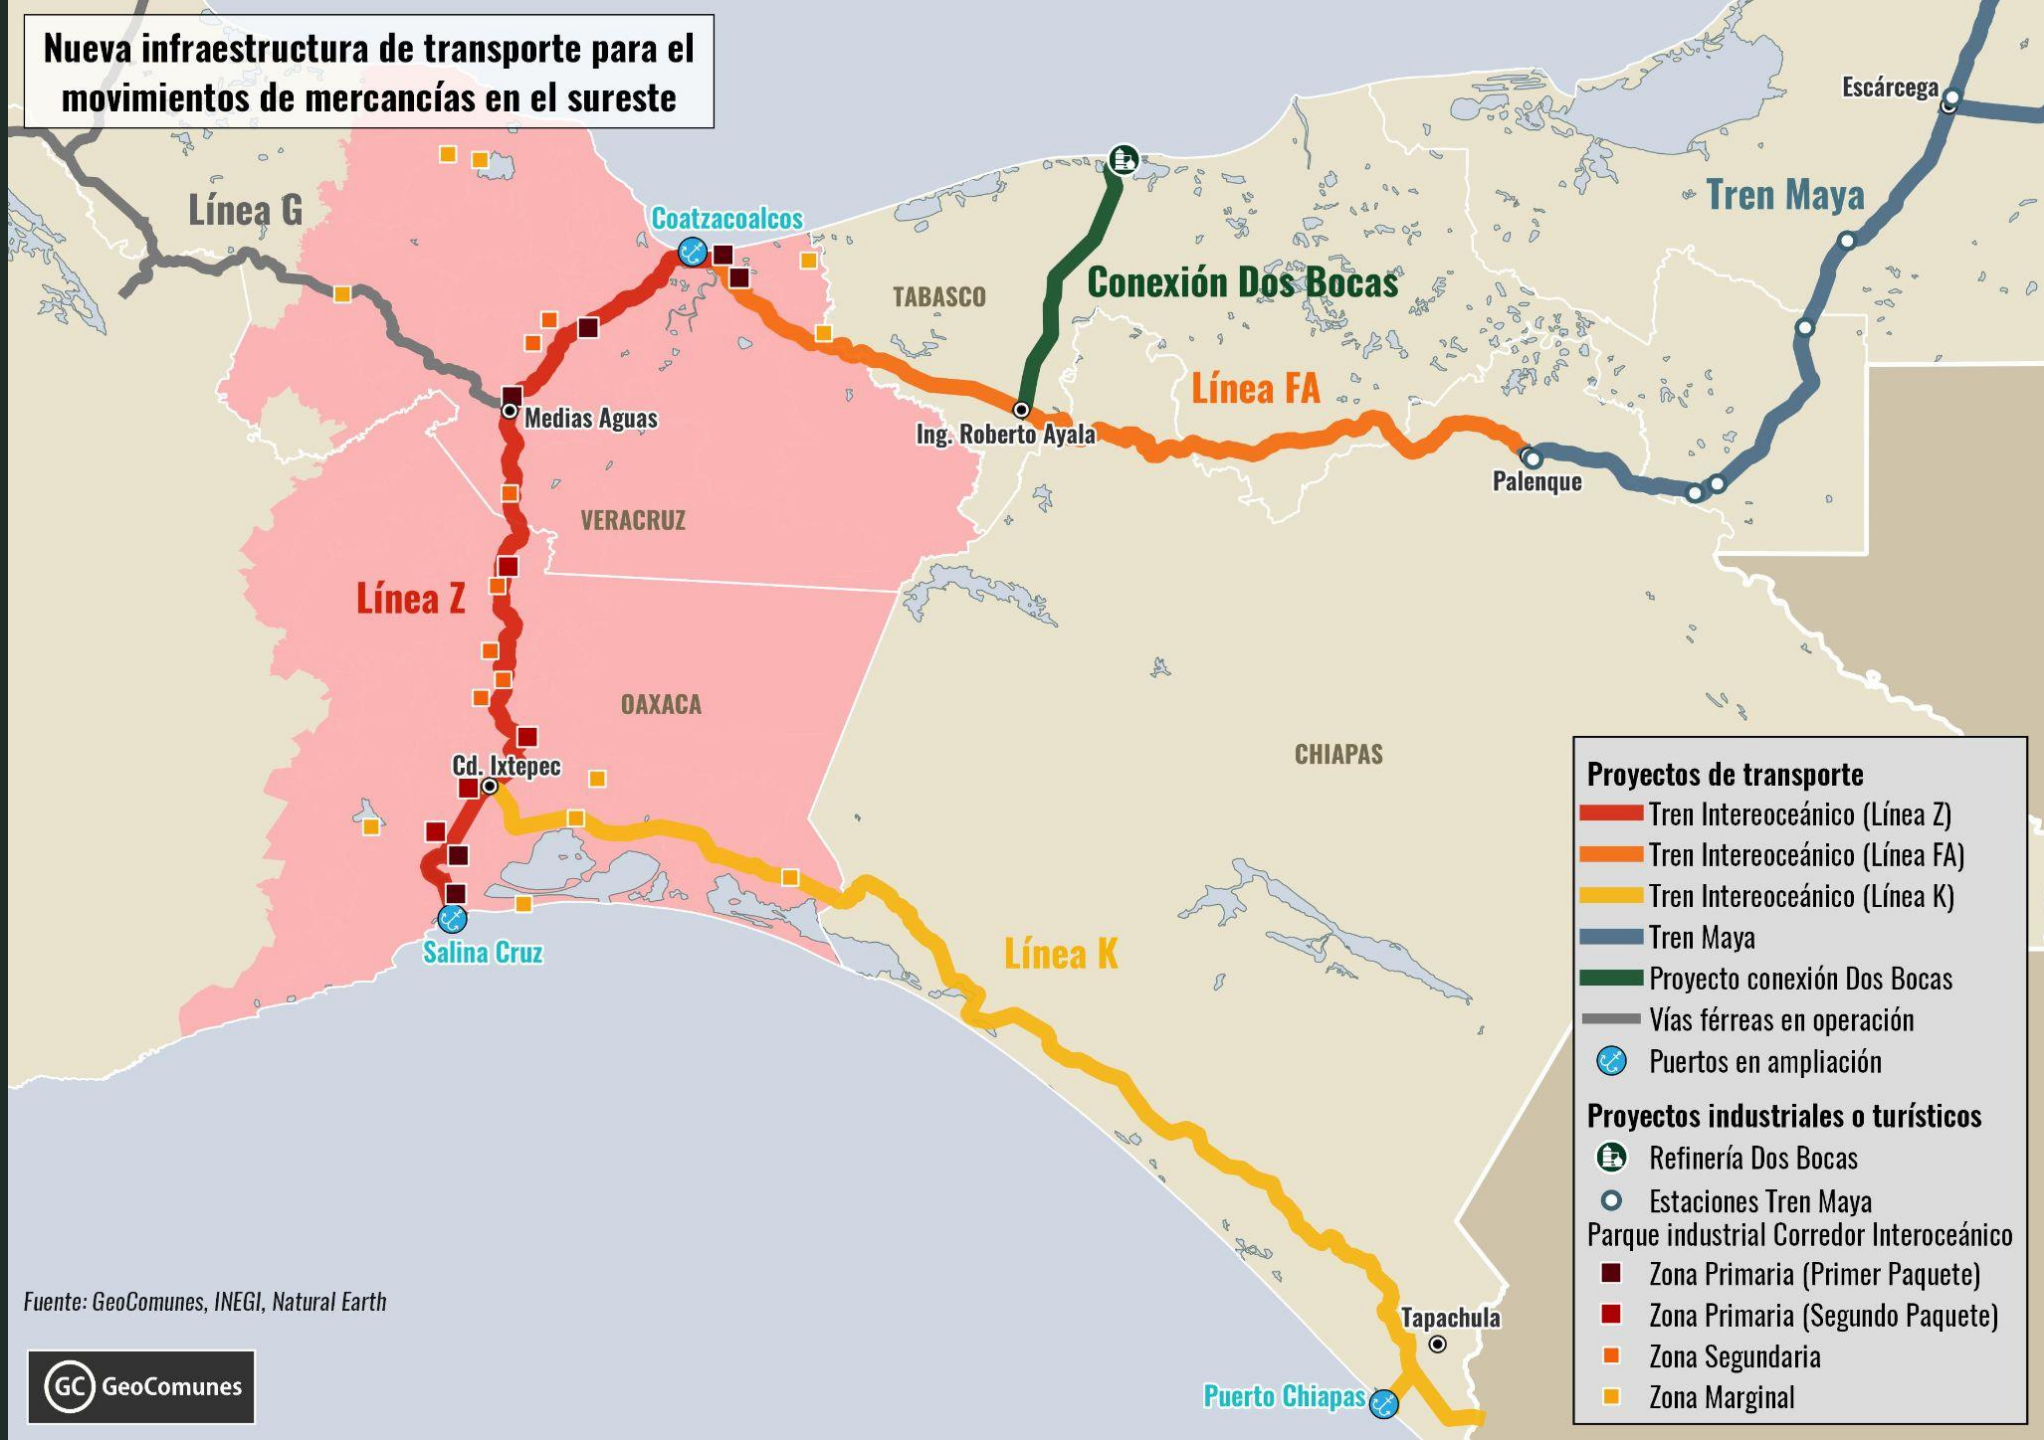 Nueva infraestructura de transporte para el
movimientos de mercancías en el sureste
Escárcega
Línea G
Tren Maya
Coatzacoalcos
TABASCO
Conexión Dos Bocas
Línea FA
Medias Aguas
Ing. Roberto Ayala
Palenque
VERACRUZ
Línea Z
OAXACA
CHIAPAS
Cd. Ixtepec
Salina Cruz
Línea K
Tapachula
Puerto Chiapas
Proyectos de transporte
Tren Intereoceánico (Línea Z)
Tren Intereoceánico (Línea FA)
Tren Intereoceánico (Línea K)
Tren Maya
Proyecto conexión Dos Bocas
Vías férreas en operación
Puertos en ampliación
Proyectos industriales o turísticos
Refinería Dos Bocas
Estaciones Tren Maya
Parque industrial Corredor Interoceánico
Zona Primaria (Primer Paquete)
Zona Primaria (Segundo Paquete)
Zona Segundaria
Zona Marginal
Fuente: GeoComunes, INEGI, Natural Earth
GC GeoComunes